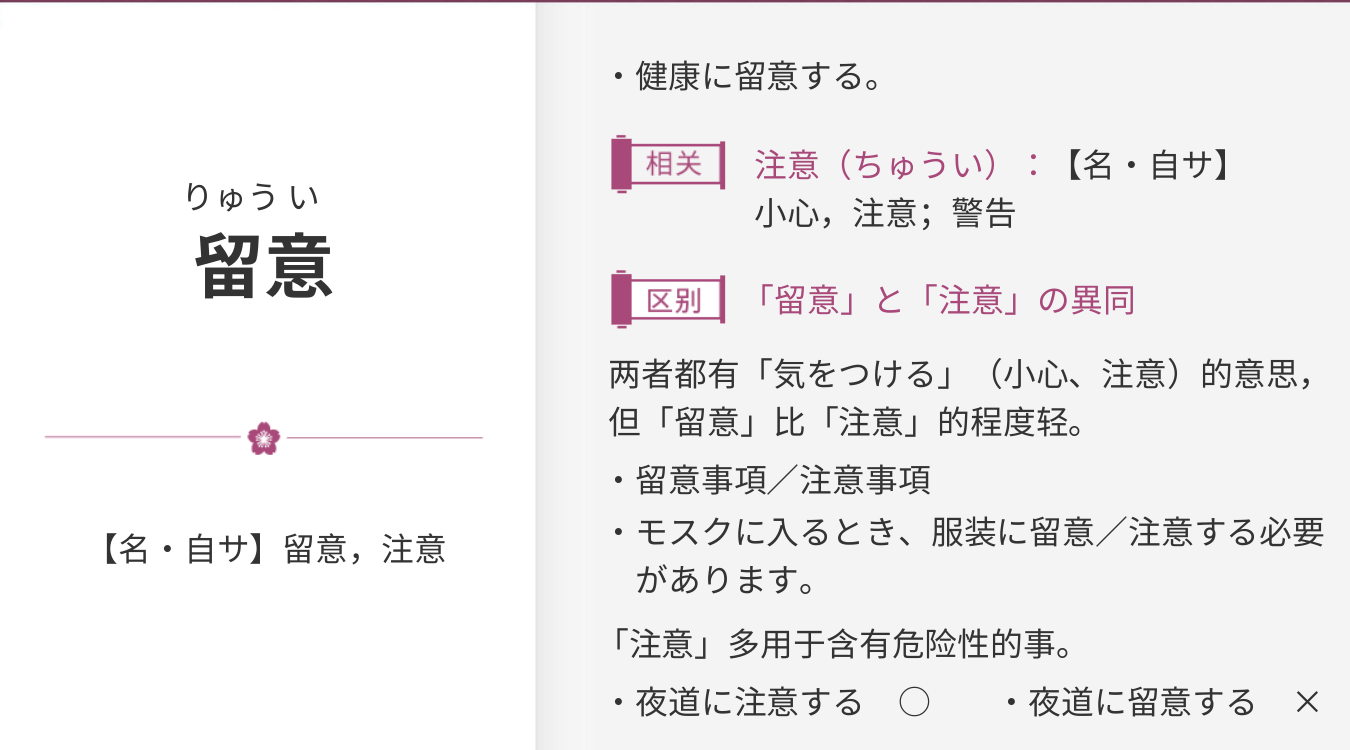 りゅうい
留意
【名・自サ】留意，注意
・健康に留意する。
相关 注意（ちゅうい）：【名・自サ】
小心，注意；警告
区别 「留意」と「注意」の異同
两者都有「気をつける」（小心、注意）的意思，
但「留意」比「注意」的程度轻。
・留意事項／注意事項
・モスクに入るとき、服装に留意／注意する必要
があります。
「注意」多用于含有危险性的事。
・夜道に注意する ○ ・夜道に留意する ×